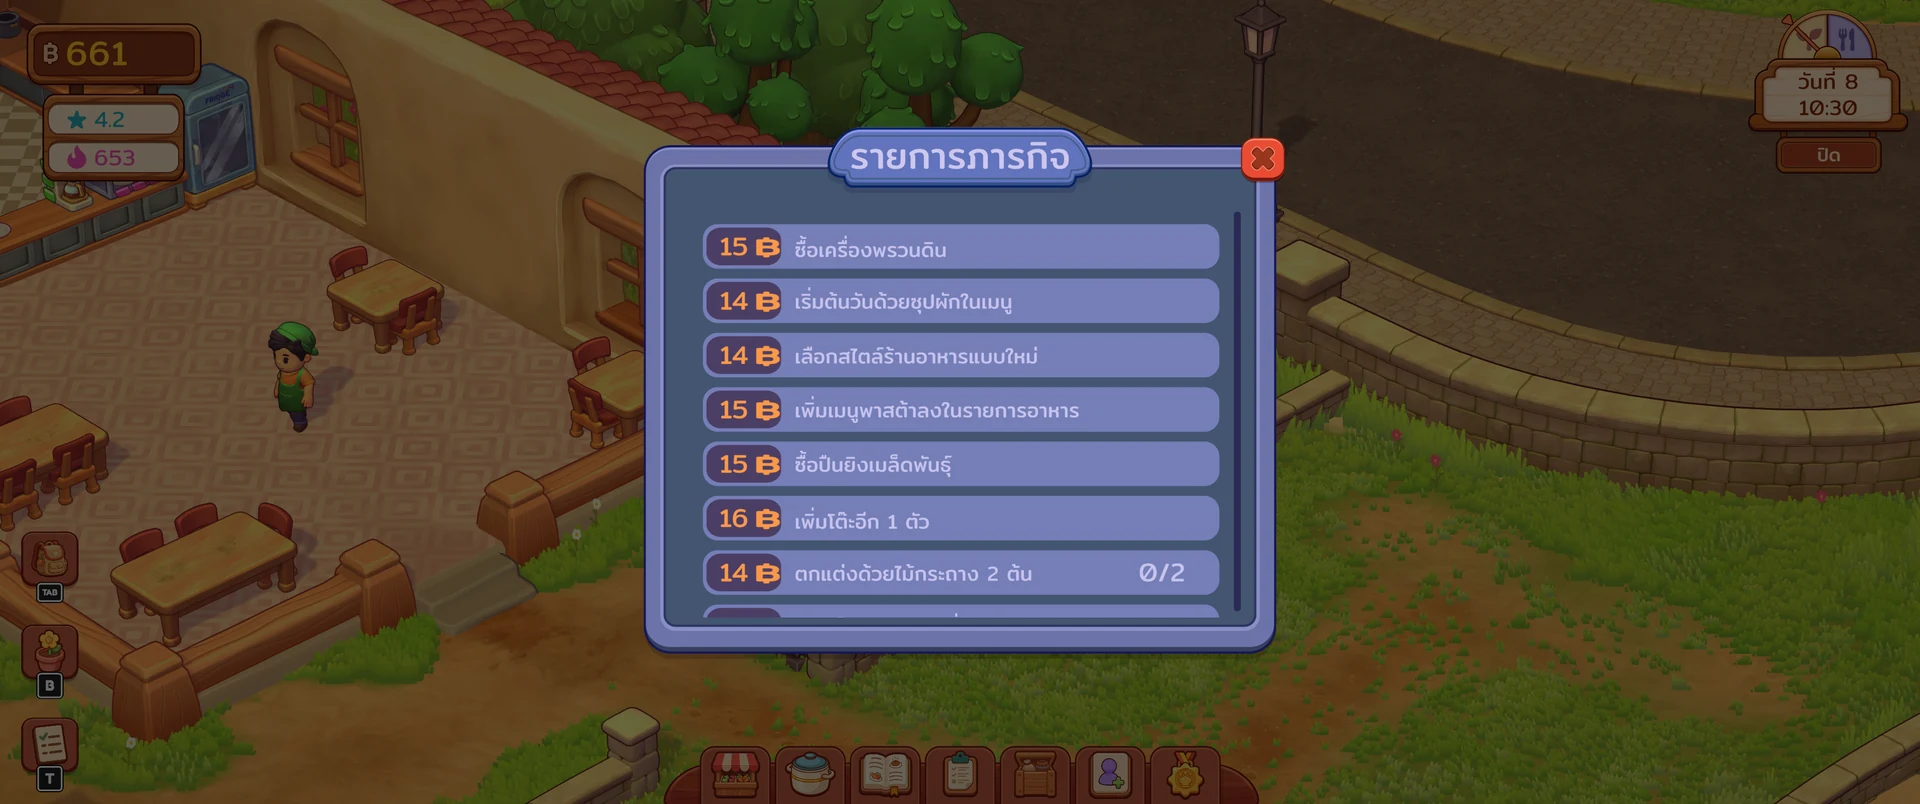 ฿ 661
4.2
653
FRIDGE
วันที่ 8
10:30
ปิด
รายการภารกิจ
15 ฿ ซื้อเครื่องพรวนดิน
14 ฿ เริ่มต้นวันด้วยซุปผักในเมนู
14 ฿ เลือกสไตล์ร้านอาหารแบบใหม่
15 ฿ เพิ่มเมนูพาสต้าลงในรายการอาหาร
15 ฿ ซื้อปืนยิงเมล็ดพันธุ์
16 ฿ เพิ่มโต๊ะอีก 1 ตัว
14 ฿ ตกแต่งด้วยไม้กระถาง 2 ต้น 0/2
TAB
B
T